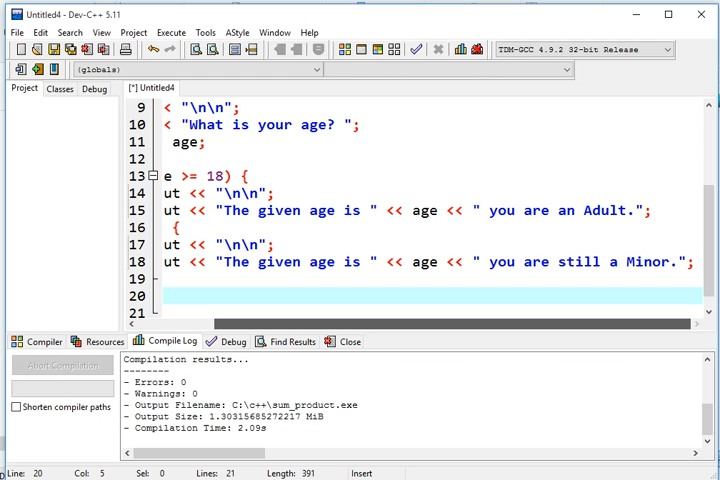 Untitled4 - Dev-C++ 5.11
File Edit Search View Project Execute Tools AStyle Window Help
TDM-GCC 4.9.2 32-bit Release
(globals)
Project Classes Debug
[*] Untitled4
9 < "\n\n";
10 < "What is your age? ";
11 age;
12
13 e >= 18) {
14 ut << "\n\n";
15 ut << "The given age is " << age << " you are an Adult.";
16 {
17 ut << "\n\n";
18 ut << "The given age is " << age << " you are still a Minor.";
19
20
21
Compiler Resources Compile Log Debug Find Results Close
Abort Compilation
Shorten compiler paths
Compilation results...
--------
- Errors: 0
- Warnings: 0
- Output Filename: C:\c++\sum_product.exe
- Output Size: 1.30315685272217 MiB
- Compilation Time: 2.09s
Line: 20 Col: 5 Sel: 0 Lines: 21 Length: 391 Insert